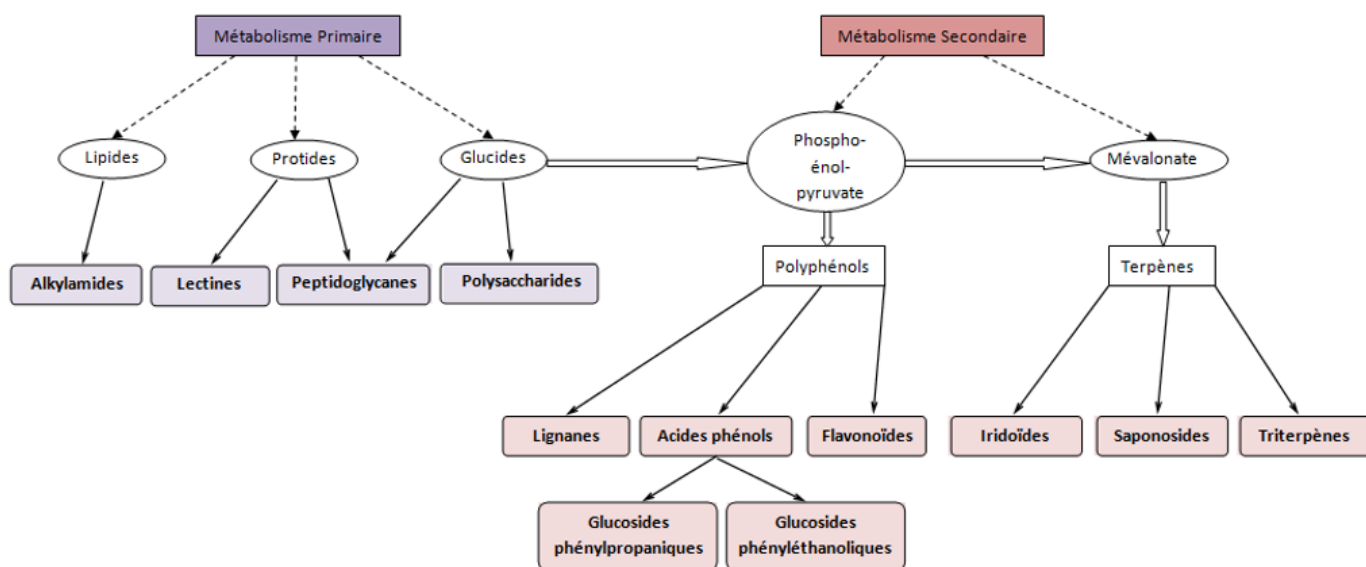 Métabolisme Primaire
Métabolisme Secondaire
Lipides
Protides
Glucides
Phospho-
énol-
pyruvate
Mévalonate
Alkylamides
Lectines
Peptidoglycanes
Polysaccharides
Polyphénols
Terpènes
Lignanes
Acides phénols
Flavonoïdes
Iridoïdes
Saponosides
Triterpènes
Glucosides
phénylpropaniques
Glucosides
phényléthanoliques